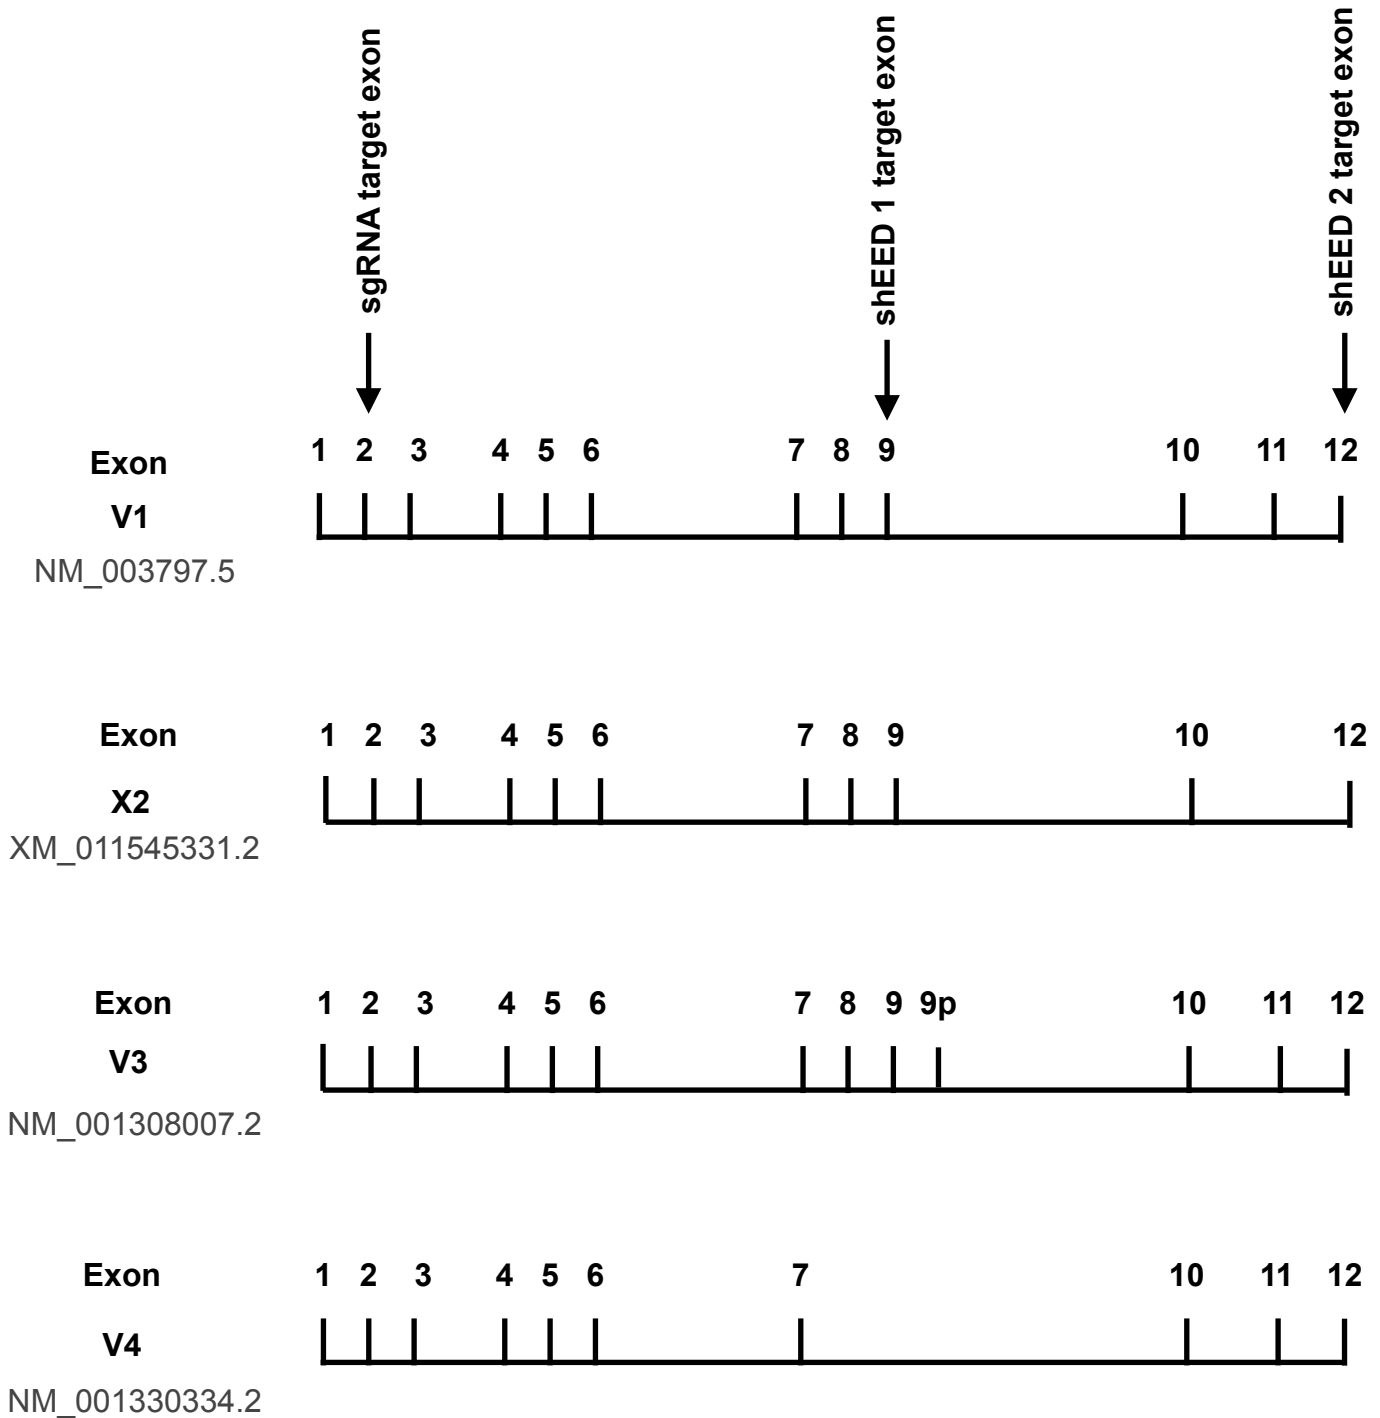 sgRNA target exon
shEED 1 target exon
shEED 2 target exon
Exon 1 2 3 4 5 6 7 8 9 10 11 12
V1
NM_003797.5
Exon 1 2 3 4 5 6 7 8 9 10 12
X2
XM_011545331.2
Exon 1 2 3 4 5 6 7 8 9 9p 10 11 12
V3
NM_001308007.2
Exon 1 2 3 4 5 6 7 10 11 12
V4
NM_001330334.2